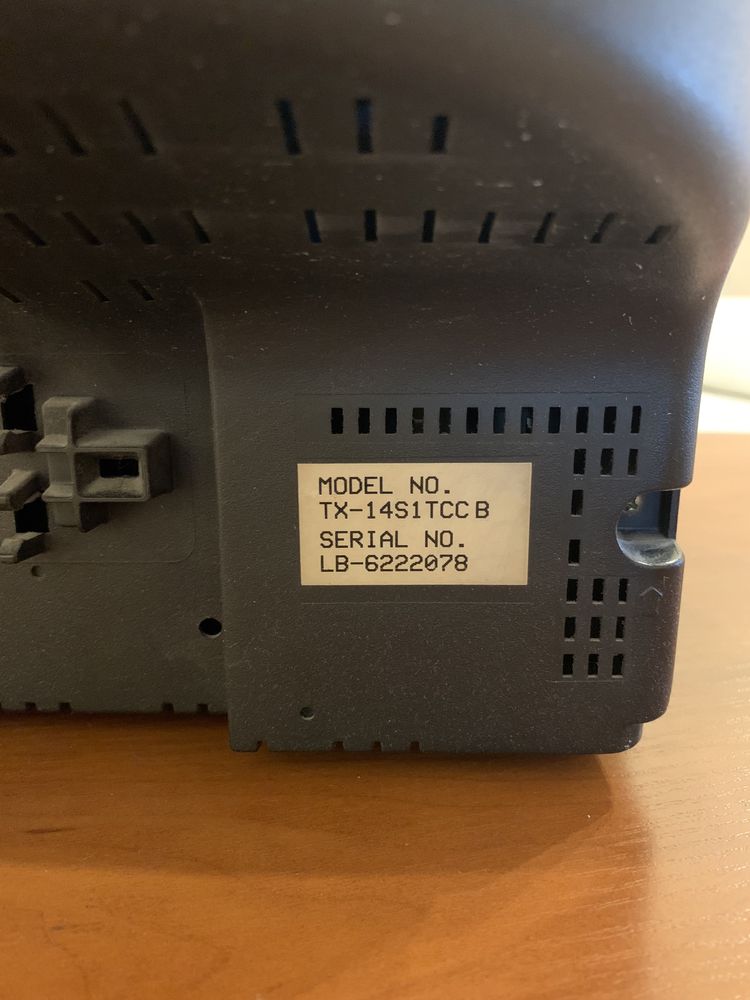 MODEL NO.
TX-14S1TCC B
SERIAL NO.
LB-6222078